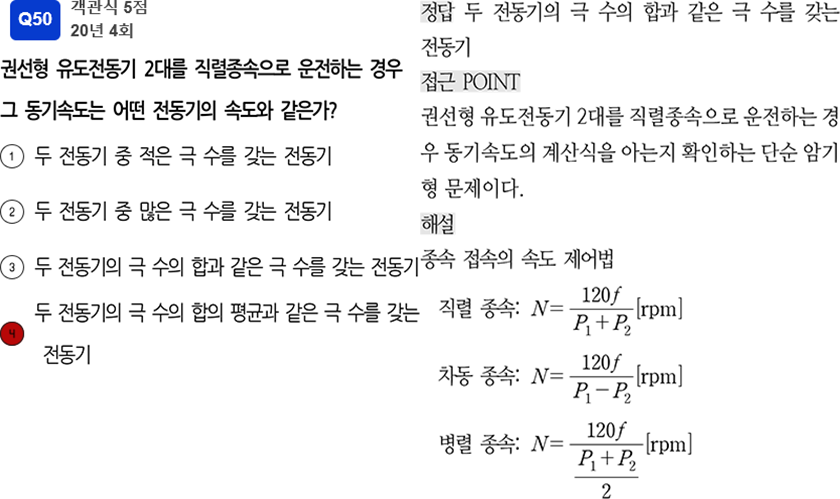 Q50
객관식 5점
20년 4회
권선형 유도전동기 2대를 직렬종속으로 운전하는 경우
그 동기속도는 어떤 전동기의 속도와 같은가?
① 두 전동기 중 적은 극 수를 갖는 전동기
② 두 전동기 중 많은 극 수를 갖는 전동기
③ 두 전동기의 극 수의 합과 같은 극 수를 갖는 전동기
④ 두 전동기의 극 수의 합의 평균과 같은 극 수를 갖는
전동기
정답 두 전동기의 극 수의 합과 같은 극 수를 갖는
전동기
접근 POINT
권선형 유도전동기 2대를 직렬종속으로 운전하는 경
우 동기속도의 계산식을 아는지 확인하는 단순 암기
형 문제이다.
해설
종속 접속의 속도 제어법
직렬 종속: N = 120f / (P₁ + P₂) [rpm]
차동 종속: N = 120f / (P₁ − P₂) [rpm]
병렬 종속: N = 120f / ((P₁ + P₂) / 2) [rpm]